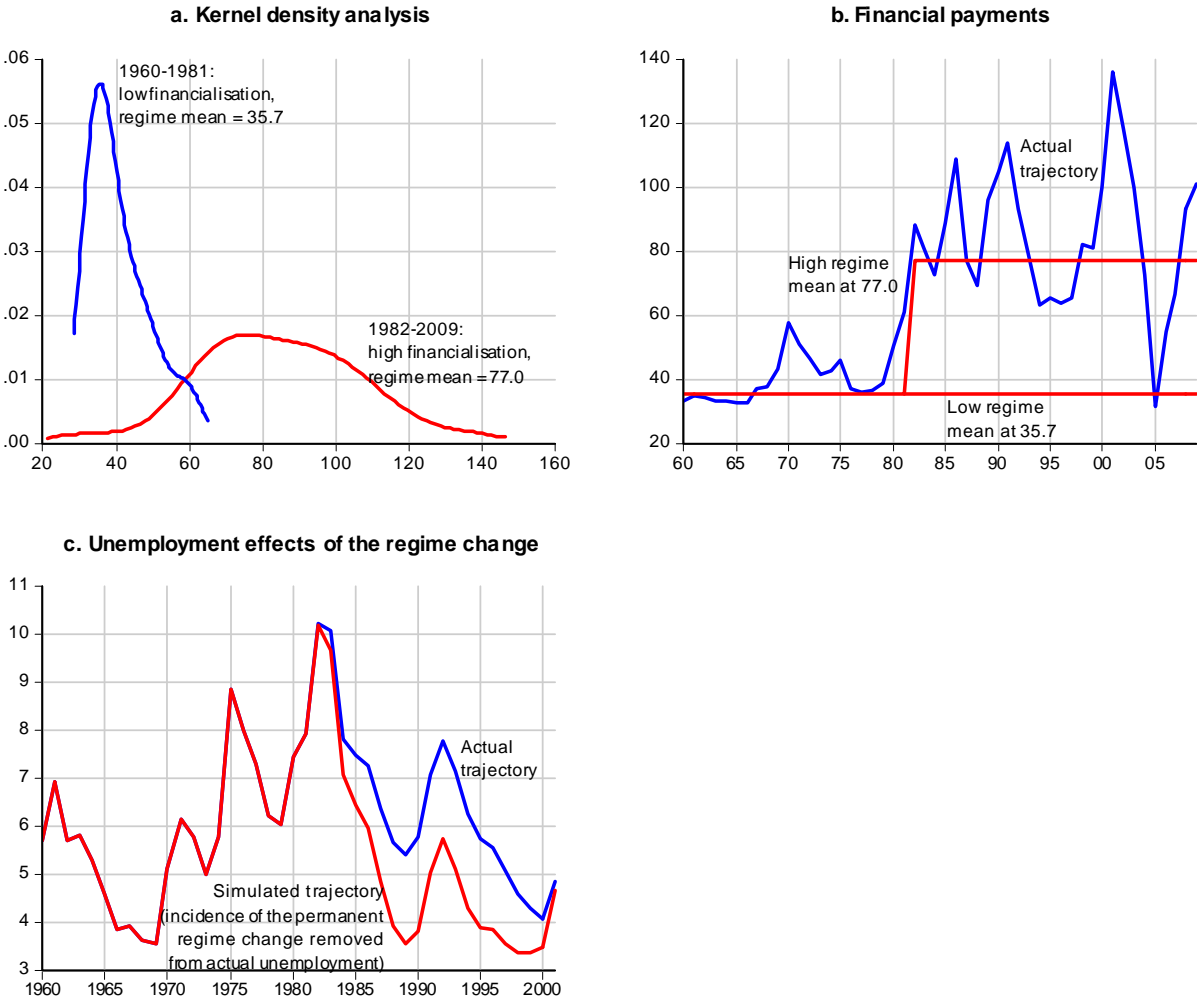 a. Kernel density analysis
.06
.05
.04
.03
.02
.01
.00
20 40 60 80 100 120 140 160
1960-1981:
lowfinancialisation,
regime mean = 35.7
1982-2009:
high financialisation,
regime mean = 77.0
b. Financial payments
140
120
100
80
60
40
20
60 65 70 75 80 85 90 95 00 05
Actual
trajectory
High regime
mean at 77.0
Low regime
mean at 35.7
c. Unemployment effects of the regime change
11
10
9
8
7
6
5
4
3
1960 1965 1970 1975 1980 1985 1990 1995 2000
Actual
trajectory
Simulated trajectory
(incidence of the permanent
regime change removed
from actual unemployment)